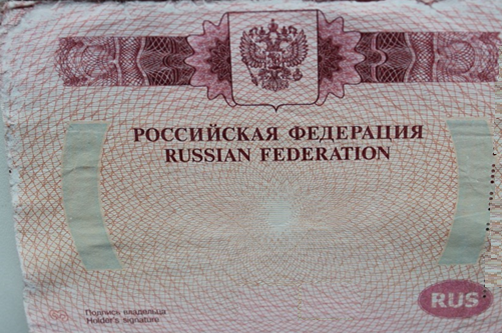 РОССИЙСКАЯ ФЕДЕРАЦИЯ
RUSSIAN FEDERATION
RUS
Подпись владельца
Holder's signature